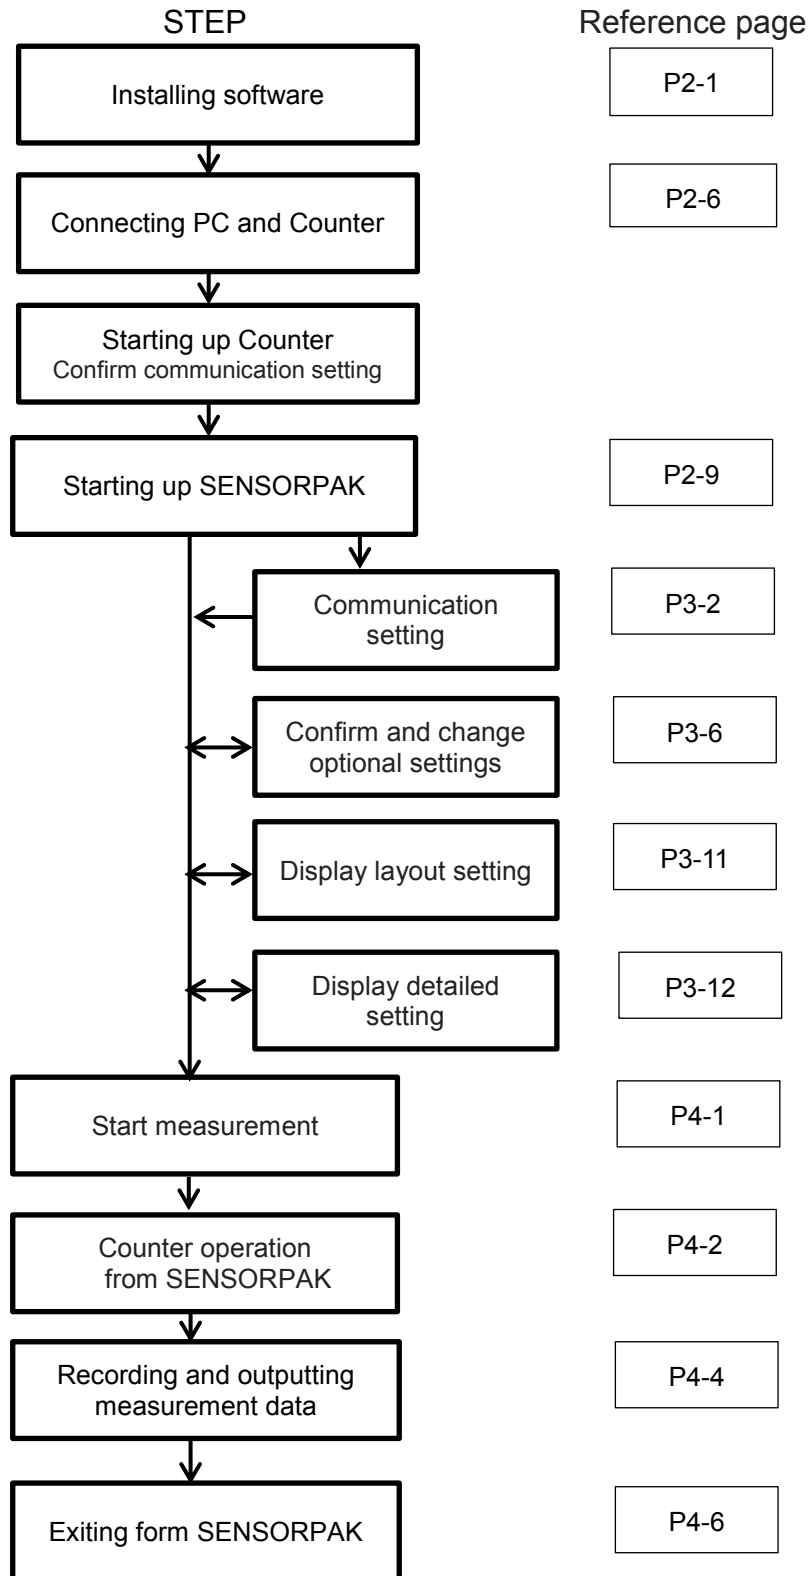 STEP Reference page
Installing software P2-1
Connecting PC and Counter P2-6
Starting up Counter
Confirm communication setting
Starting up SENSORPAK P2-9
Communication
setting
P3-2
Confirm and change
optional settings
P3-6
Display layout setting P3-11
Display detailed
setting
P3-12
Start measurement P4-1
Counter operation
from SENSORPAK
P4-2
Recording and outputting
measurement data
P4-4
Exiting form SENSORPAK P4-6